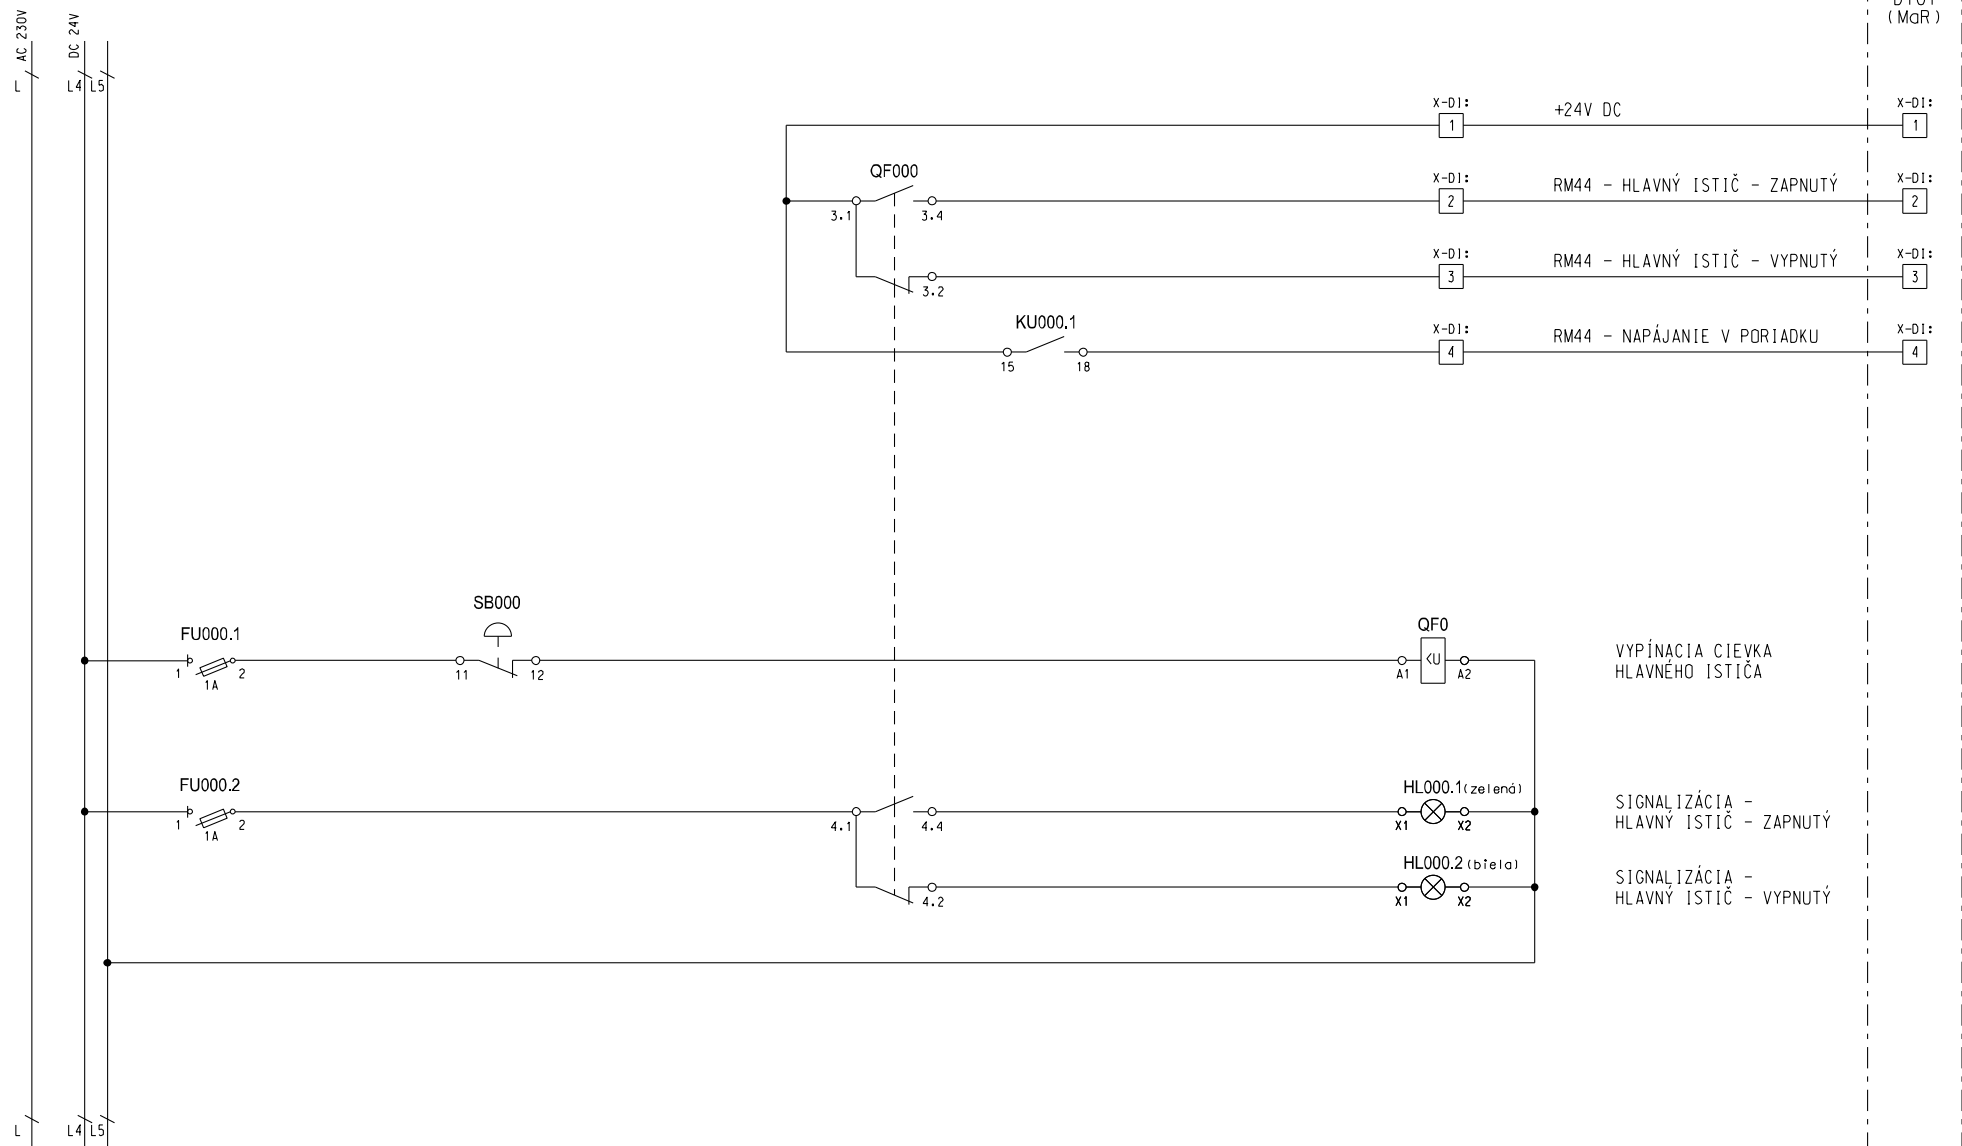 AC 230V
DC 24V
(MaR)
L
L4
L5
X-DI:
+24V DC
X-DI:
1
1
QF000
X-DI:
RM44 - HLAVNÝ ISTIČ - ZAPNUTÝ
X-DI:
3.1
3.4
2
2
X-DI:
RM44 - HLAVNÝ ISTIČ - VYPNUTÝ
X-DI:
3.2
3
3
KU000.1
X-DI:
RM44 - NAPÁJANIE V PORIADKU
X-DI:
15
18
4
4
SB000
FU000.1
QF0
1
1A
2
11
12
A1
<U
A2
VYPÍNACIA CIEVKA
HLAVNÉHO ISTIČA
FU000.2
HL000.1(zelená)
1
1A
2
4.1
4.4
X1
X2
SIGNALIZÁCIA -
HLAVNÝ ISTIČ - ZAPNUTÝ
HL000.2(biela)
4.2
X1
X2
SIGNALIZÁCIA -
HLAVNÝ ISTIČ - VYPNUTÝ
L
L4
L5